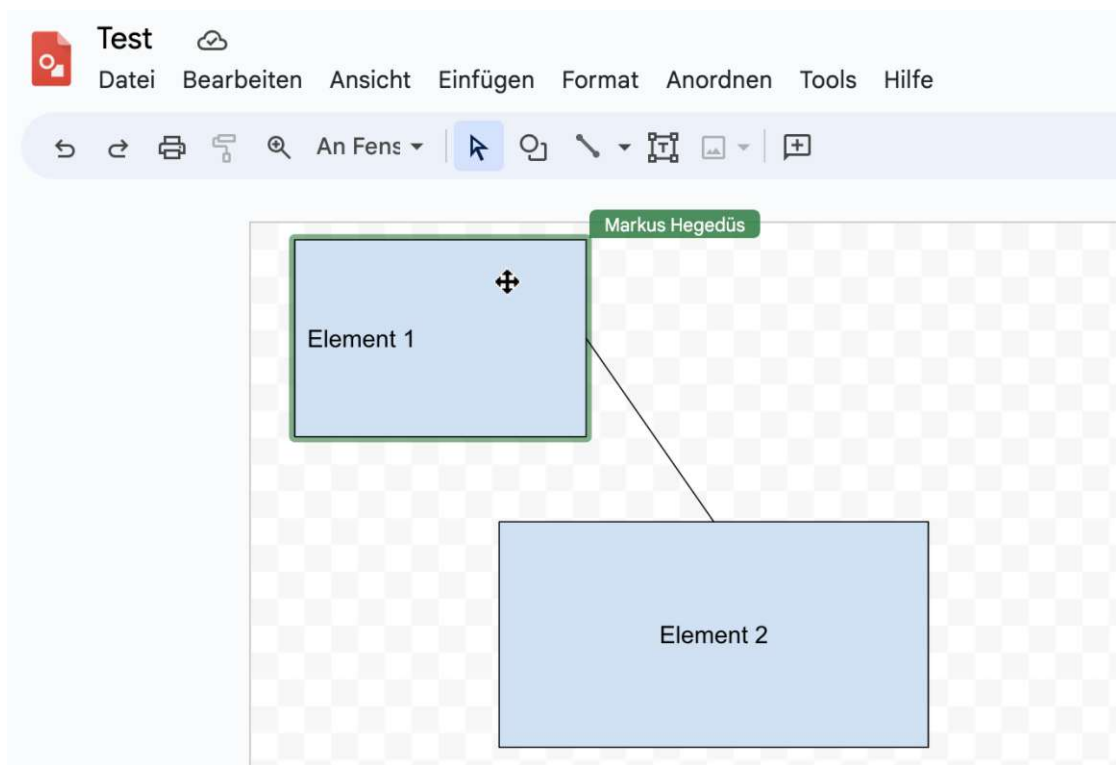 Test
Datei Bearbeiten Ansicht Einfügen Format Anordnen Tools Hilfe
An Fens
Markus Hegedüs
Element 1
Element 2